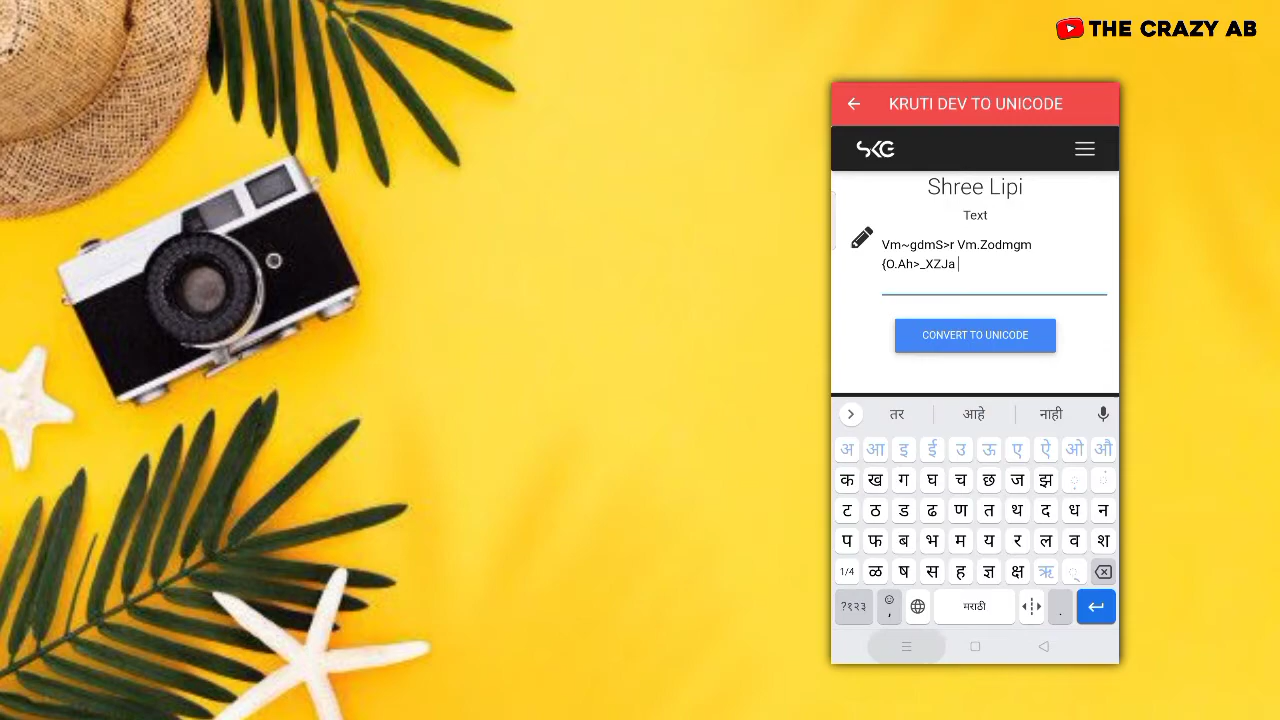 THE CRAZY AB
KRUTI DEV TO UNICODE
SKG
Shree Lipi
Text
Vm~gdmS>r Vm.Zodmgm
{O.Ah>_XZJa
CONVERT TO UNICODE
तर आहे नाही
अ आ इ ई उ ऊ ए ऐ ओ औ
क ख ग घ च छ ज झ ़ ं
ट ठ ड ढ ण त थ द ध न
प फ ब भ म य र ल व श
1/4 ळ ष स ह ज्ञ क्ष ऋ ्
?१२३ , मराठी .